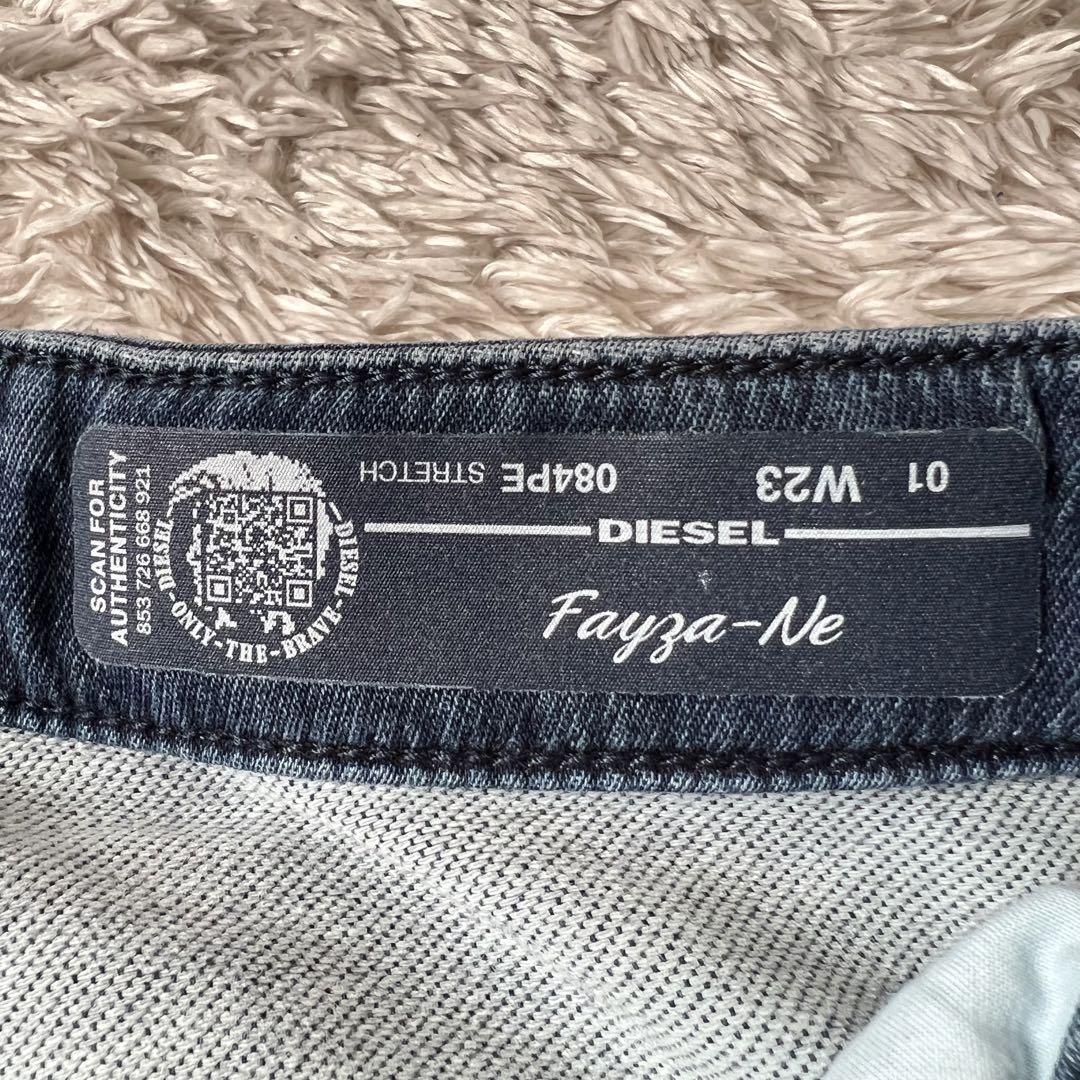 SCAN FOR
AUTHENTICITY
853 726 668 921
DIESEL-ONLY-THE-BRAVE-DIESEL
01 W23 084PE STRETCH
DIESEL
Fayza-Ne